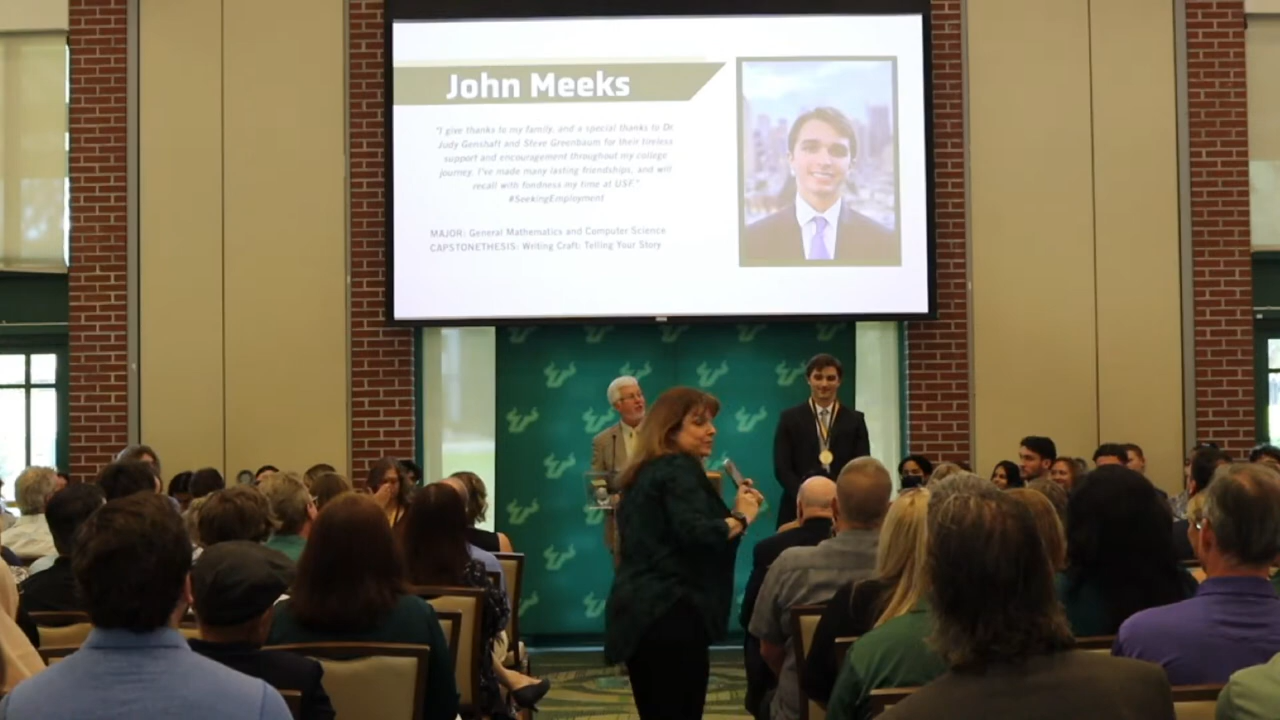 John Meeks
"I give thanks to my family, and a special thanks to Dr
Judy Genshaft and Steve Greenbaum for their tireless
support and encouragement throughout my college
journey. I've made many lasting friendships, and will
recall with fondness my time at USF."
#SeekingEmployment
MAJOR: General Mathematics and Computer Science
CAPSTONETHESIS: Writing Craft: Telling Your Story